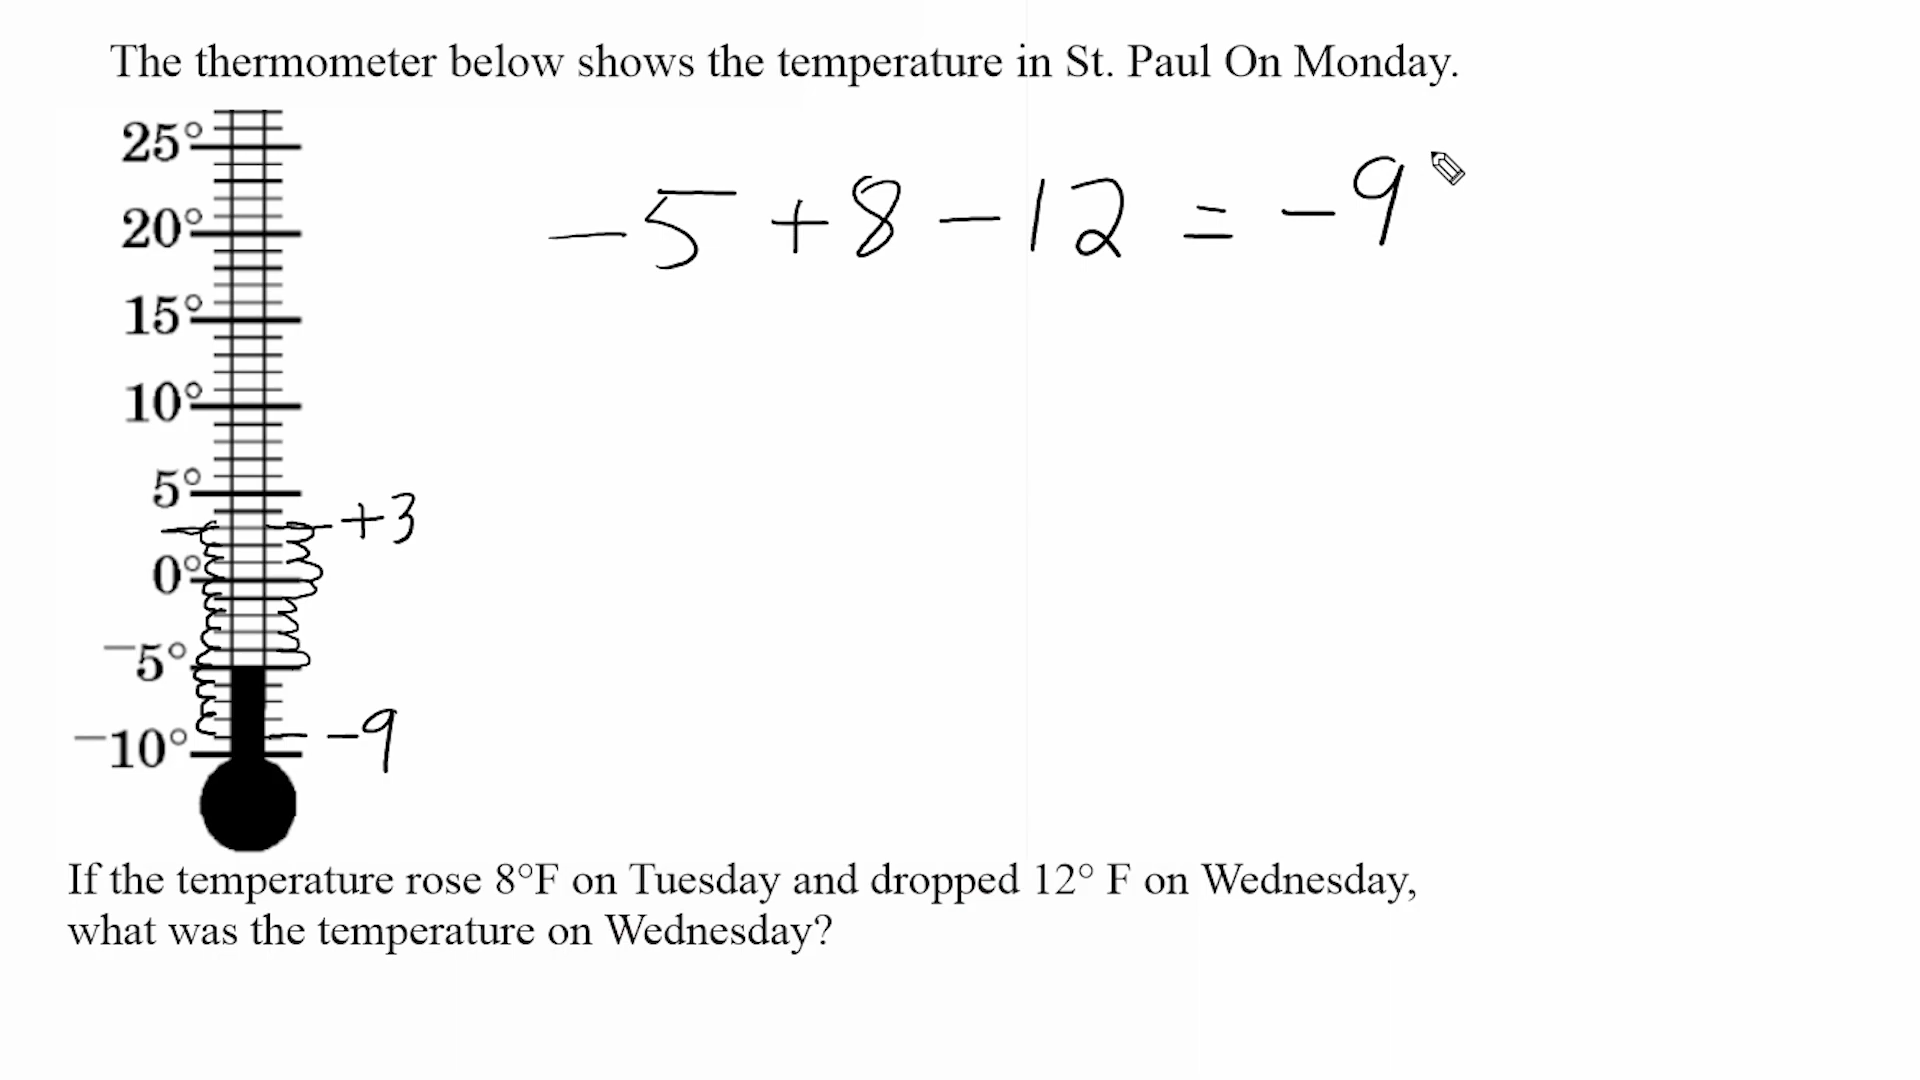 The thermometer below shows the temperature in St. Paul On Monday.
-5 + 8 - 12 = -9
25°
20°
15°
10°
5°
+3
0°
-5°
-9
-10°
If the temperature rose 8°F on Tuesday and dropped 12° F on Wednesday,
what was the temperature on Wednesday?